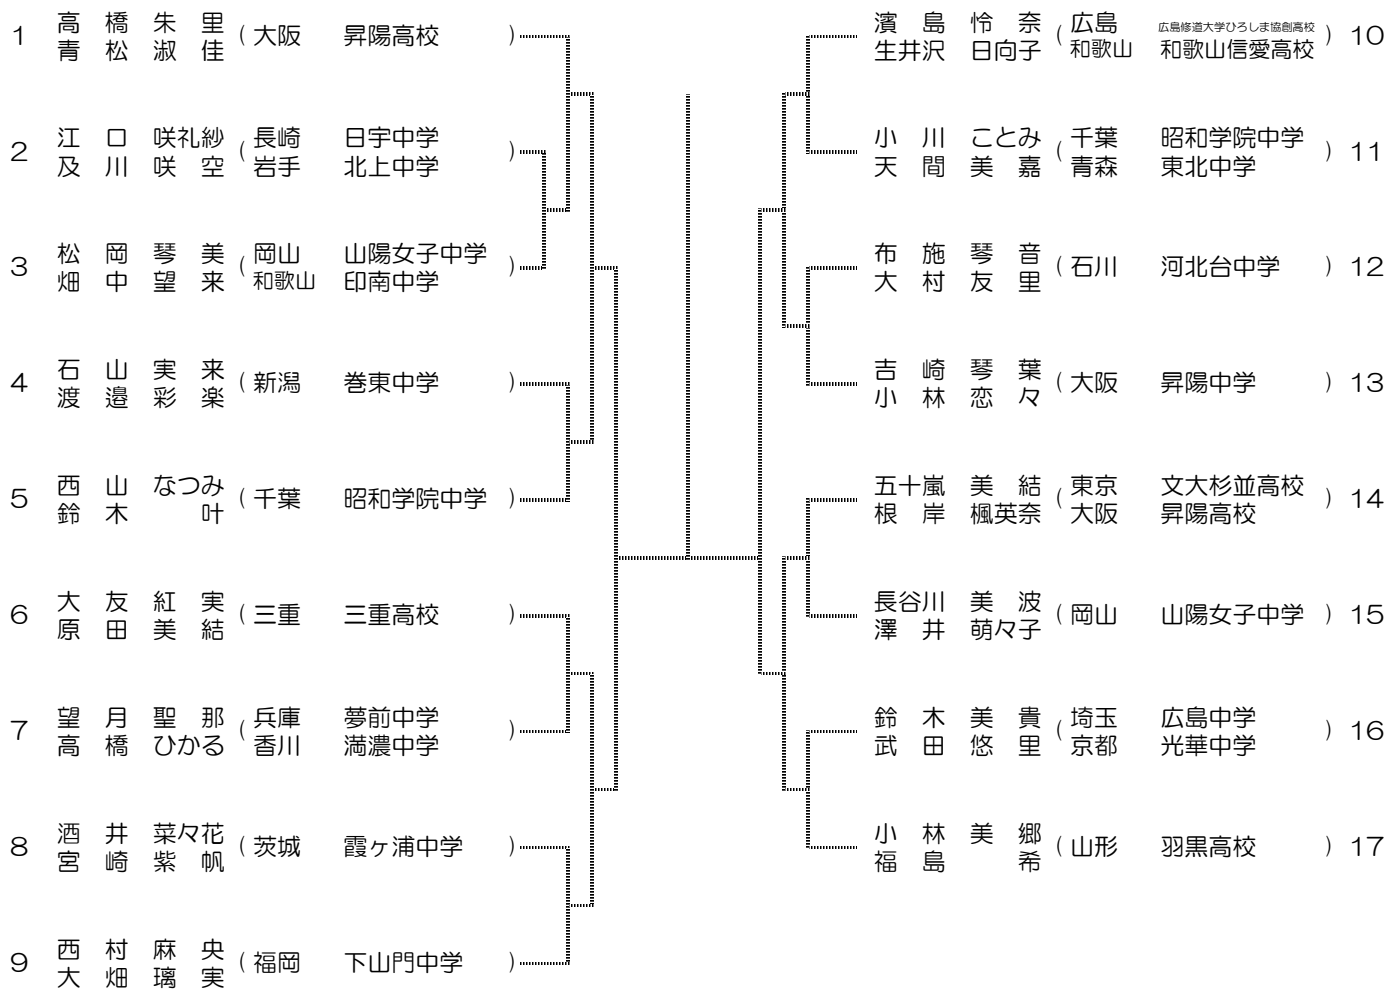 1 高橋朱里 (大阪 昇陽高校)
青松淑佳
2 江口咲礼紗 (長崎 日宇中学)
及川咲空 岩手 北上中学
3 松岡琴美 (岡山 山陽女子中学)
畑中望来 和歌山 印南中学
4 石山実来 (新潟 巻東中学)
渡邉彩楽
5 西山なつみ (千葉 昭和学院中学)
鈴木叶
6 大友紅実 (三重 三重高校)
原田美結
7 望月聖那 (兵庫 夢前中学)
高橋ひかる 香川 満濃中学
8 酒井菜々花 (茨城 霞ヶ浦中学)
宮崎紫帆
9 西村麻央 (福岡 下山門中学)
大畑璃実
濱島怜奈 (広島 広島修道大学ひろしま協創高校) 10
生井沢日向子 和歌山 和歌山信愛高校
小川ことみ (千葉 昭和学院中学) 11
天間美嘉 青森 東北中学
布施琴音 (石川 河北台中学) 12
大村友里
吉崎琴葉 (大阪 昇陽中学) 13
小林恋々
五十嵐美結 (東京 文大杉並高校) 14
根岸楓英奈 大阪 昇陽高校
長谷川美波 (岡山 山陽女子中学) 15
澤井萌々子
鈴木美貴 (埼玉 広島中学) 16
武田悠里 京都 光華中学
小林美郷 (山形 羽黒高校) 17
福島希